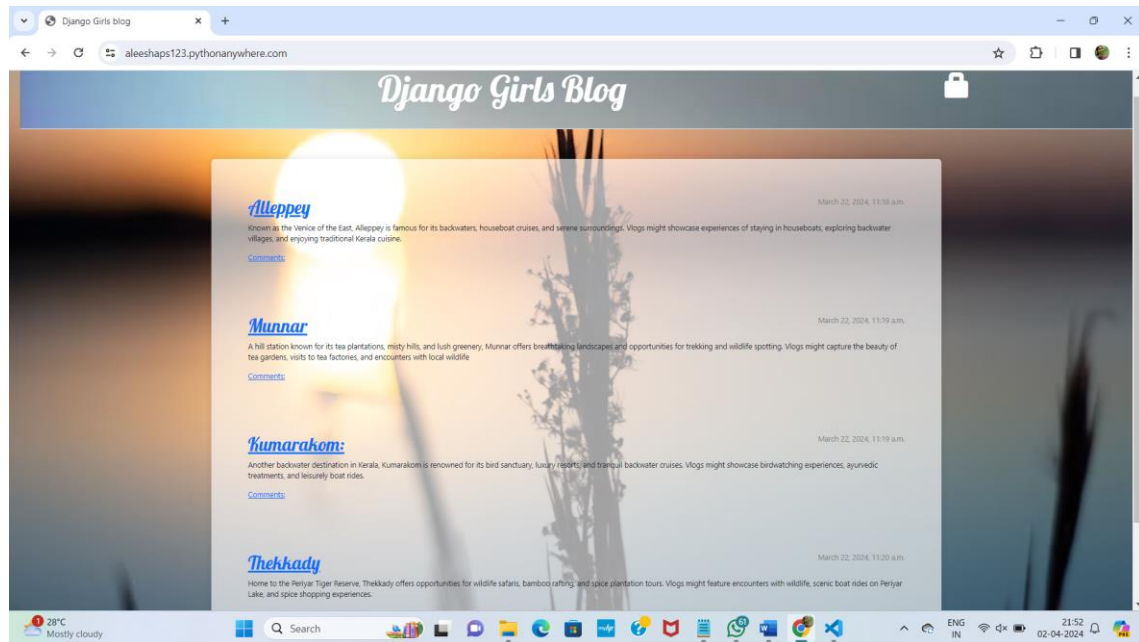 Django Girls blog
aleeshaps123.pythonanywhere.com
Django Girls Blog
Alleppey
March 22, 2024, 11:18 a.m.
Known as the Venice of the East, Alleppey is famous for its backwaters, houseboat cruises, and serene surroundings. Vlogs might showcase experiences of staying in houseboats, exploring backwater
villages, and enjoying traditional Kerala cuisine.
Comments:
Munnar
March 22, 2024, 11:19 a.m.
A hill station known for its tea plantations, misty hills, and lush greenery, Munnar offers breathtaking landscapes and opportunities for trekking and wildlife spotting. Vlogs might capture the beauty of
tea gardens, visits to tea factories, and encounters with local wildlife
Comments:
Kumarakom:
March 22, 2024, 11:19 a.m.
Another backwater destination in Kerala, Kumarakom is renowned for its bird sanctuary, luxury resorts, and tranquil backwater cruises. Vlogs might showcase birdwatching experiences, ayurvedic
treatments, and leisurely boat rides.
Comments:
Thekkady
March 22, 2024, 11:20 a.m.
Home to the Periyar Tiger Reserve, Thekkady offers opportunities for wildlife safaris, bamboo rafting, and spice plantation tours. Vlogs might feature encounters with wildlife, scenic boat rides on Periyar
Lake, and spice shopping experiences.
1
28°C
Mostly cloudy
Search
ENG
IN
21:52
02-04-2024